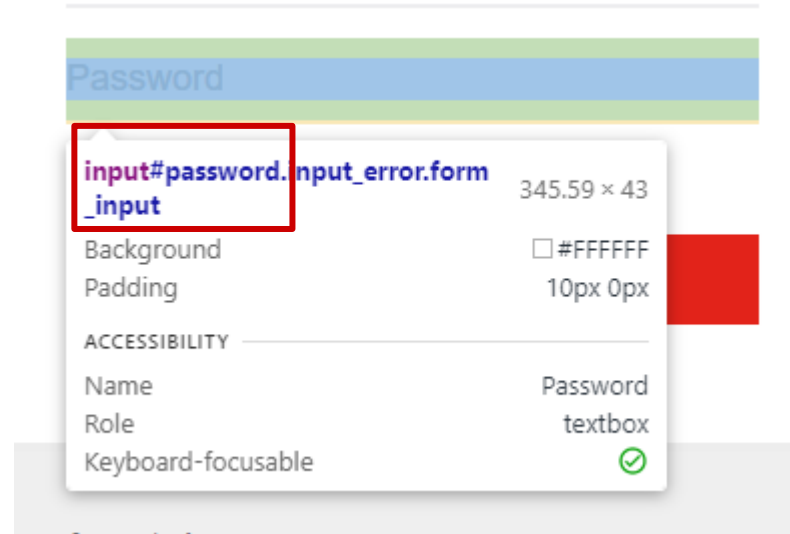 Password
input#password.input_error.form
_input
345.59 × 43
Background #FFFFFF
Padding 10px 0px
ACCESSIBILITY
Name Password
Role textbox
Keyboard-focusable